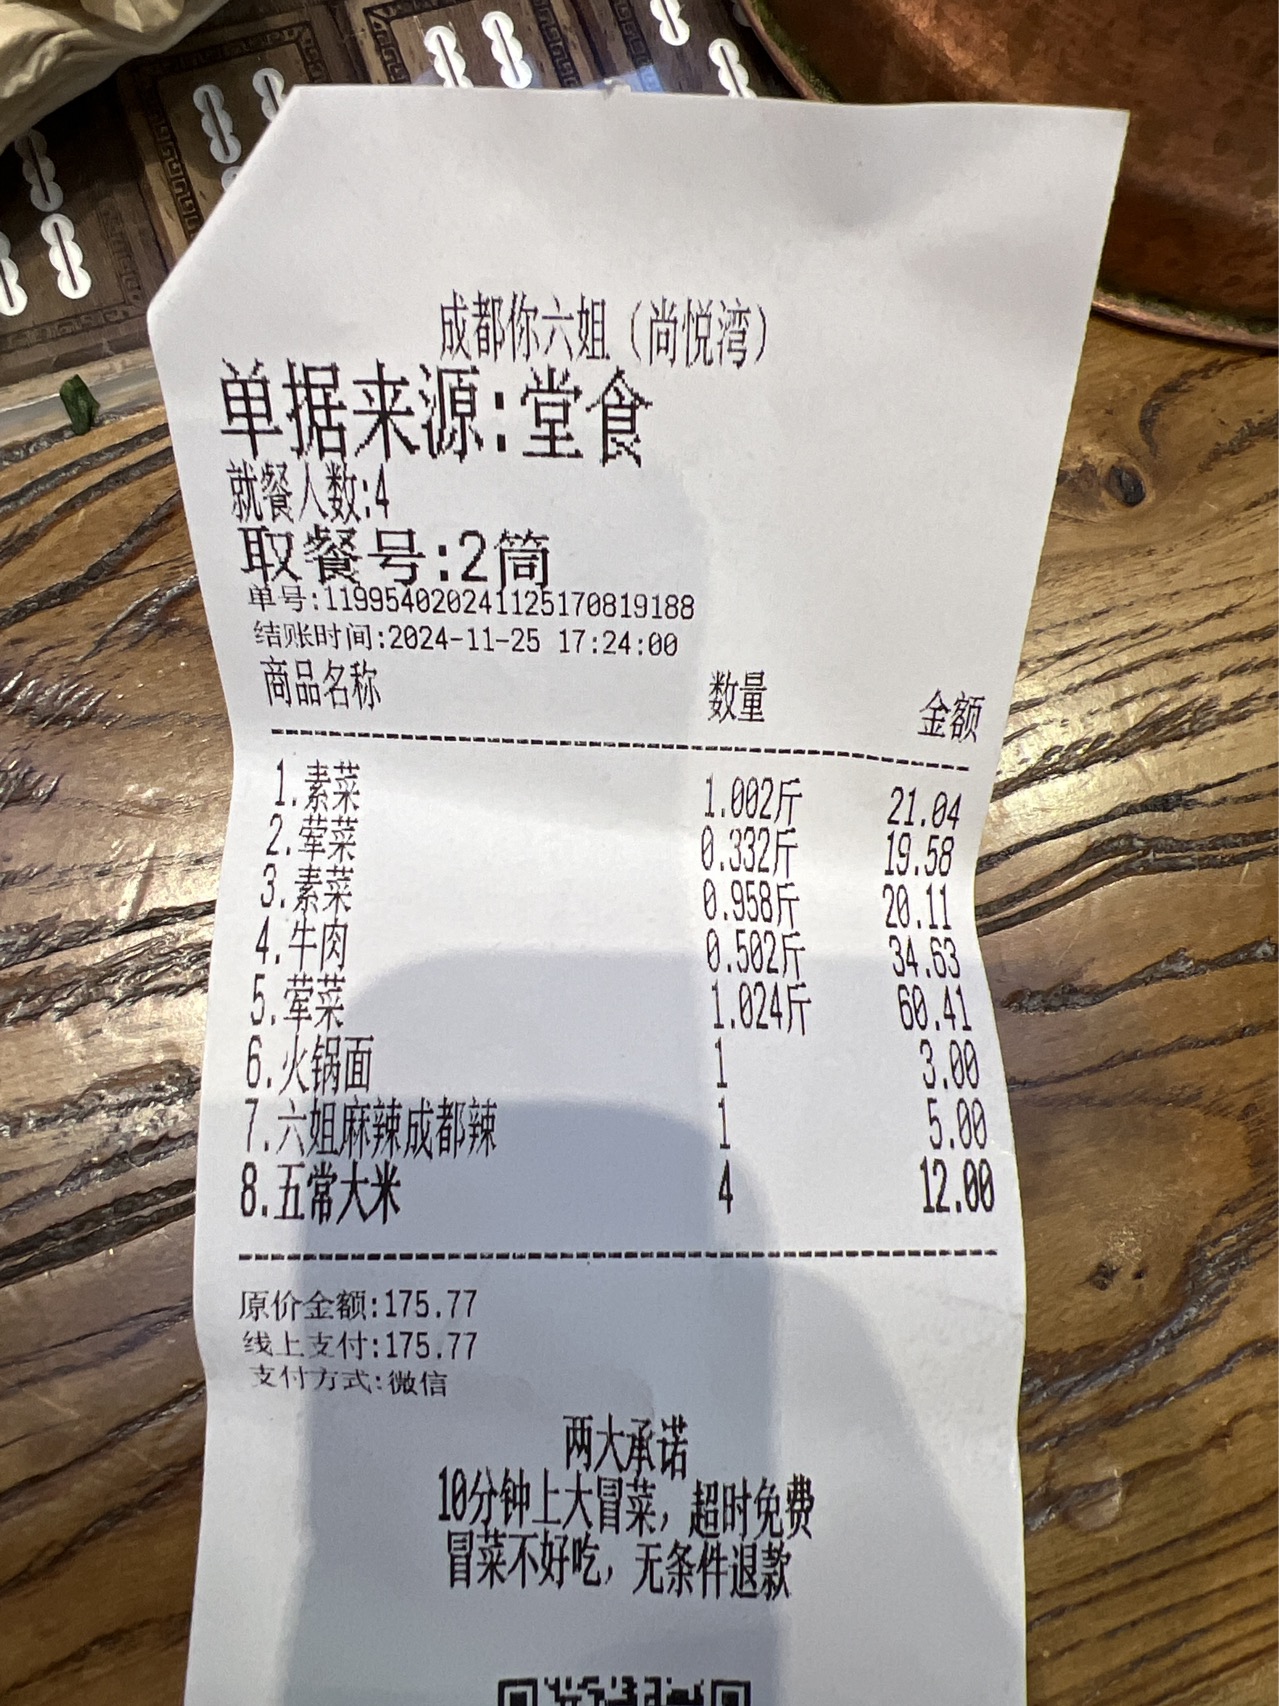 成都你六姐（尚悦湾）
单据来源:堂食
就餐人数:4
取餐号:2筒
单号:11995402024112517081​9188
结账时间:2024-11-25 17:24:00
商品名称 数量 金额
1.素菜 1.002斤 21.04
2.荤菜 0.332斤 19.58
3.素菜 0.958斤 20.11
4.牛肉 0.502斤 34.63
5.荤菜 1.024斤 60.41
6.火锅面 1 3.00
7.六姐麻辣成都辣 1 5.00
8.五常大米 4 12.00
原价金额:175.77
线上支付:175.77
支付方式:微信
两大承诺
10分钟上大冒菜，超时免费
冒菜不好吃，无条件退款